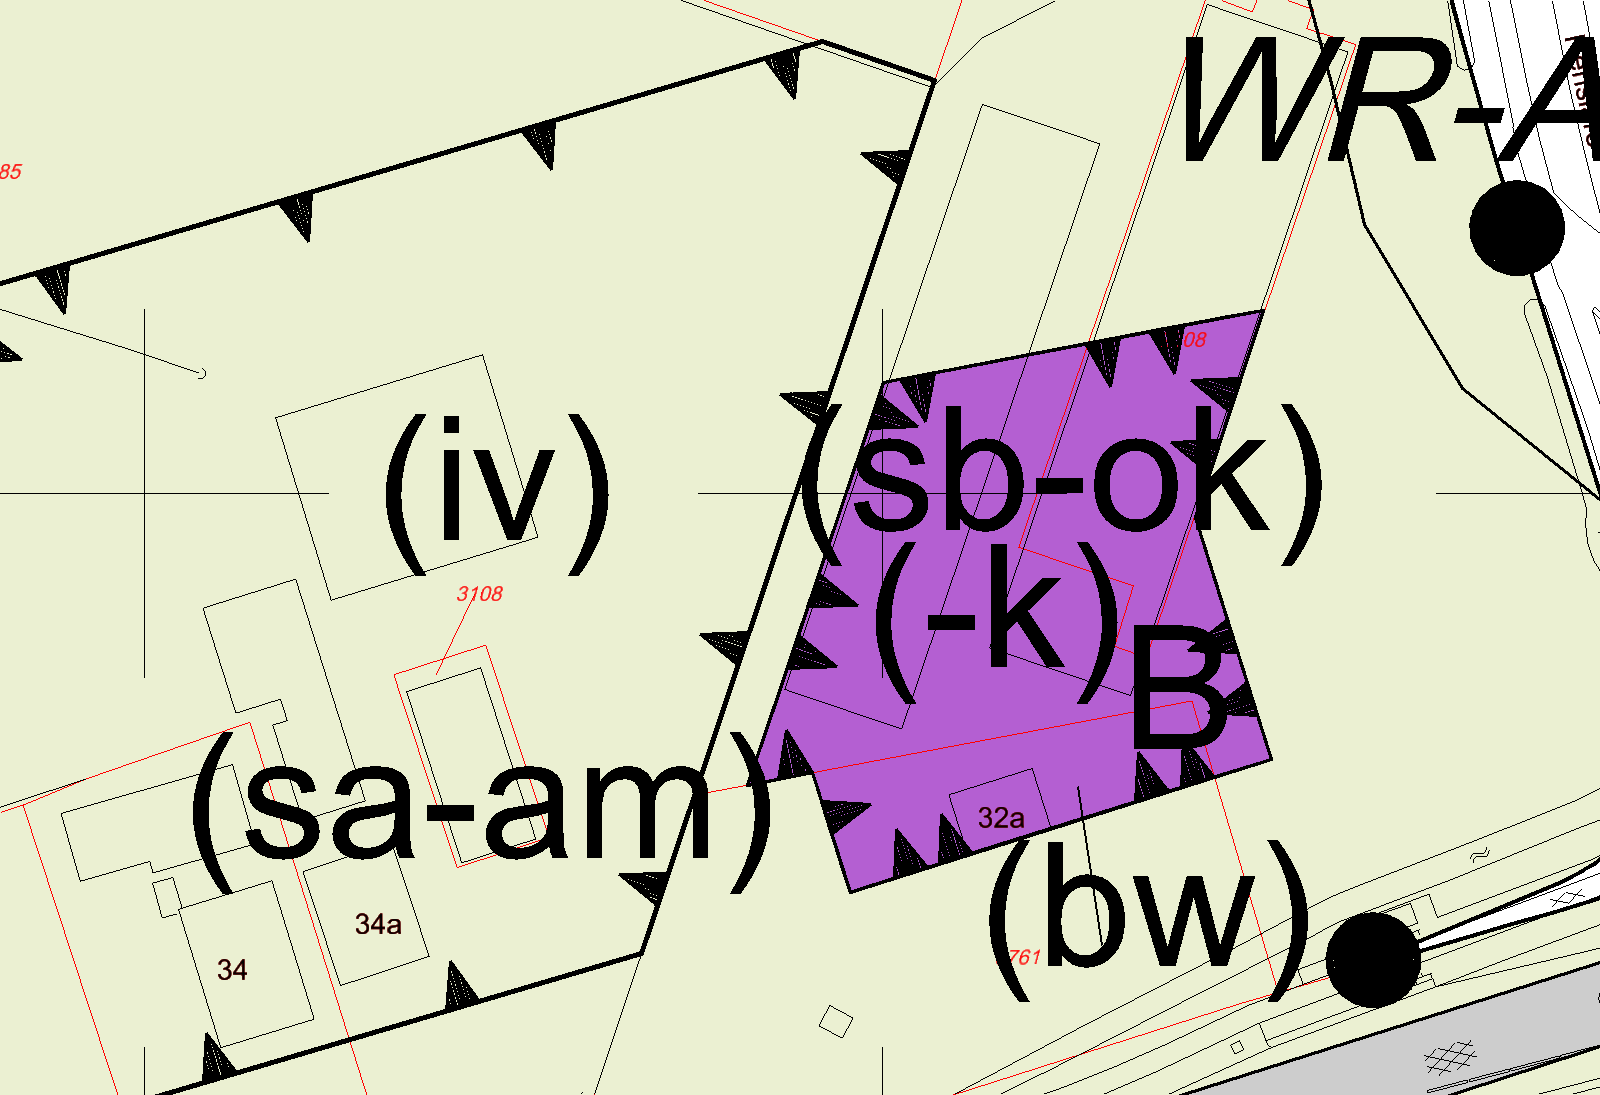 WR-A
85
08
(iv)
(sb-ok)
3108
(-k)
B
(sa-am)
32a
(bw)
34a
761
34